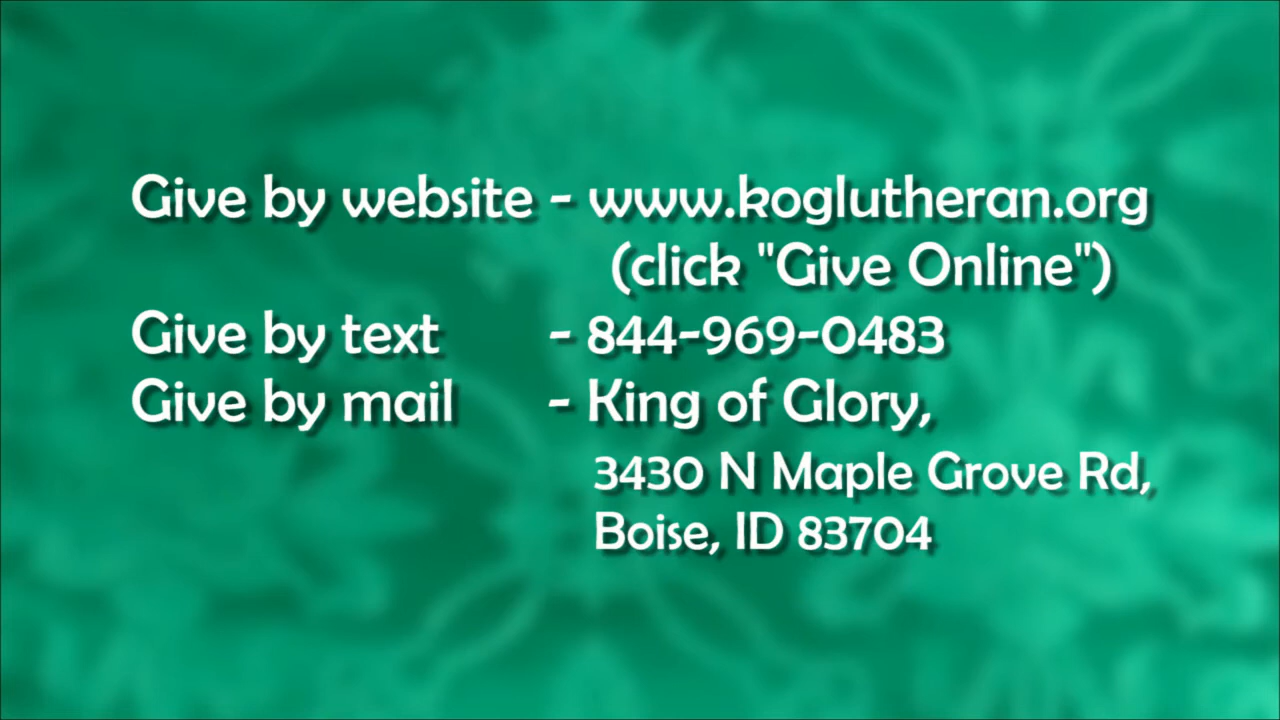 Give by website - www.koglutheran.org
(click "Give Online")
Give by text - 844-969-0483
Give by mail - King of Glory,
3430 N Maple Grove Rd,
Boise, ID 83704